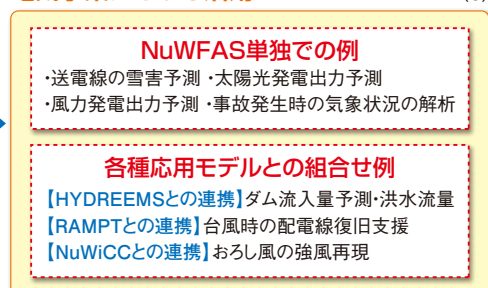 NuWFAS単独での例
・送電線の雪害予測 ・太陽光発電出力予測
・風力発電出力予測 ・事故発生時の気象状況の解析
各種応用モデルとの組合せ例
【HYDREEMSとの連携】ダム流入量予測・洪水流量
【RAMPTとの連携】台風時の配電線復旧支援
【NuWiCCとの連携】おろし風の強風再現